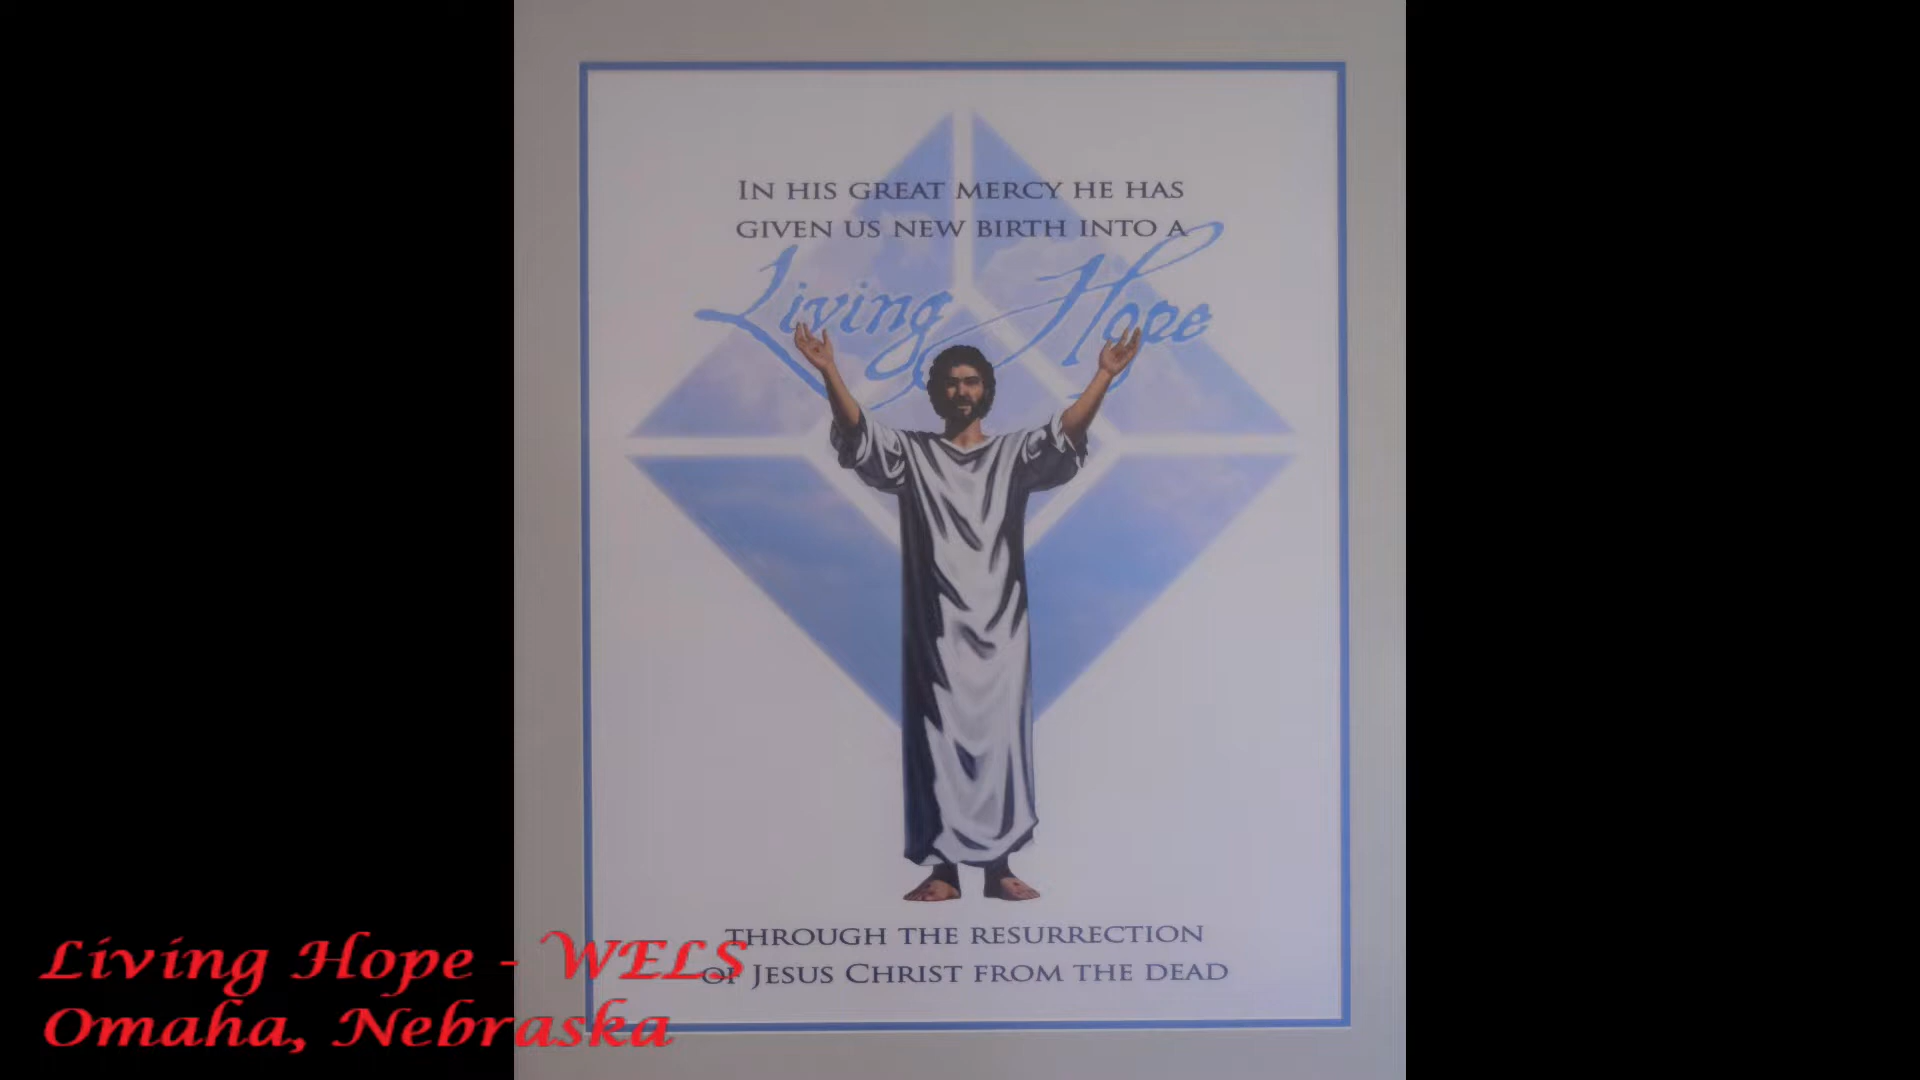 IN HIS GREAT MERCY HE HAS
GIVEN US NEW BIRTH INTO A
Living Hope
THROUGH THE RESURRECTION
OF JESUS CHRIST FROM THE DEAD
Living Hope - WELS
Omaha, Nebraska